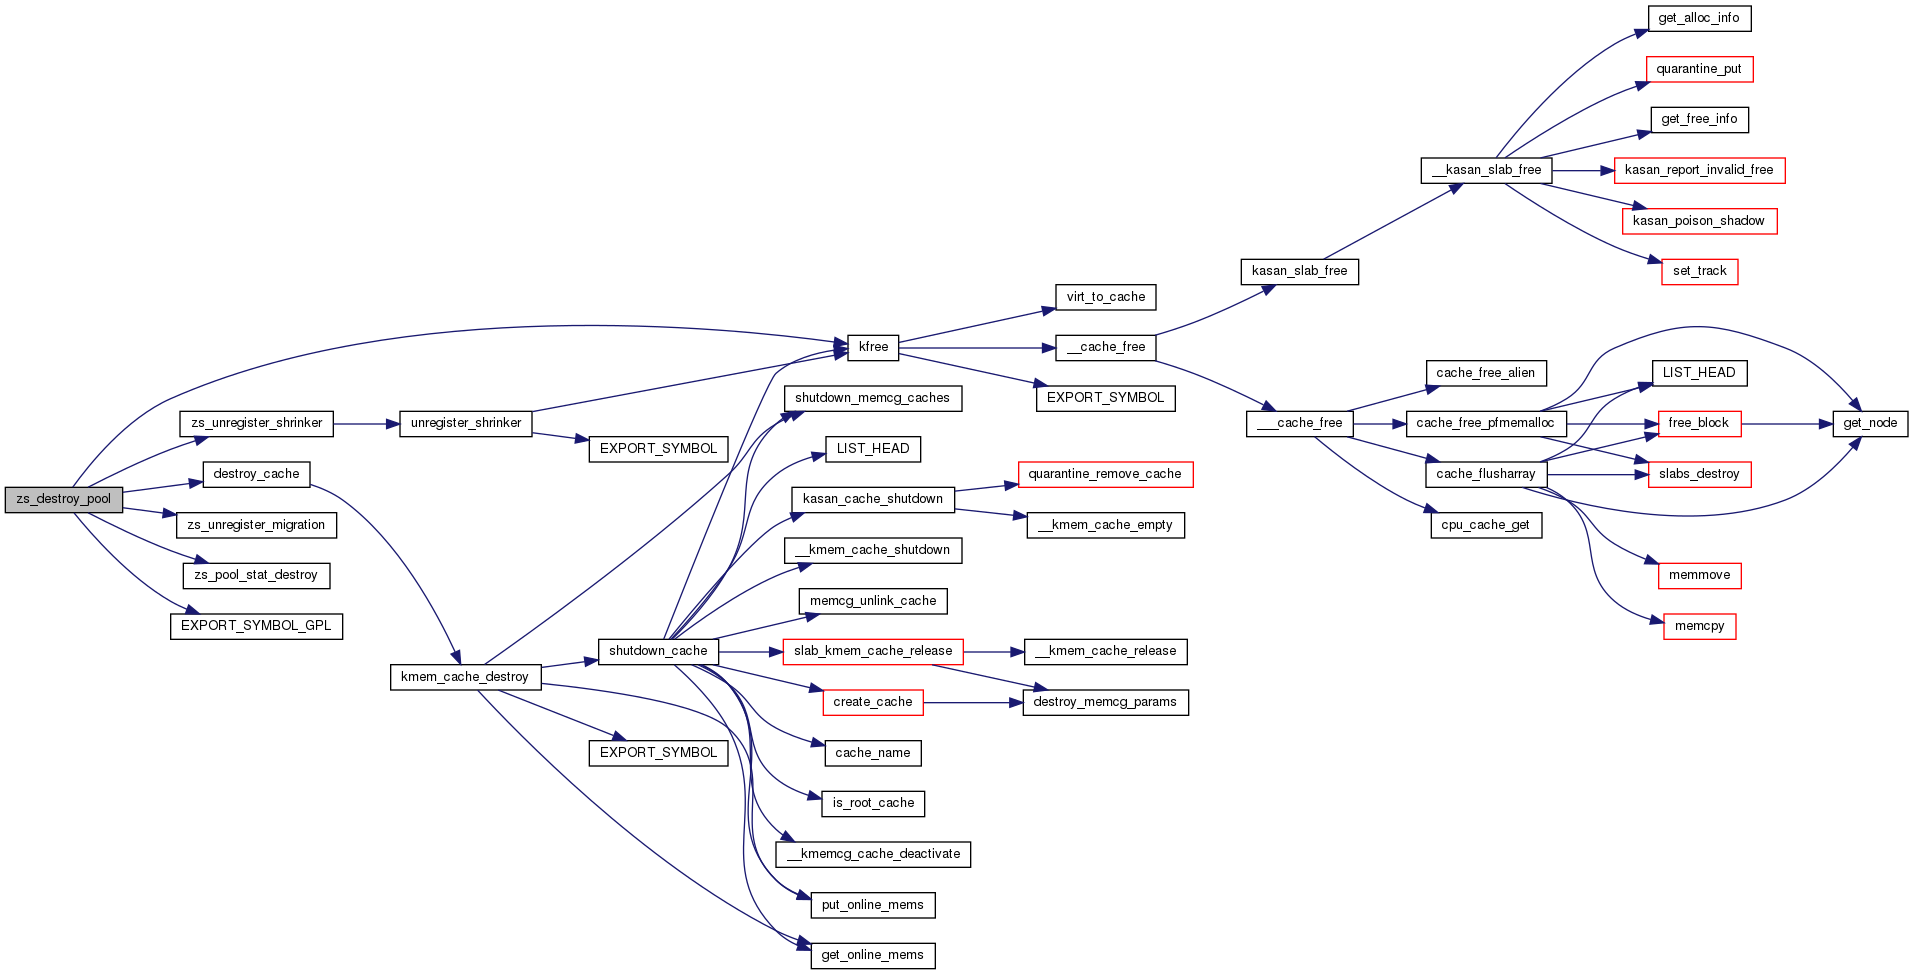 get_alloc_info
quarantine_put
get_free_info
__kasan_slab_free
kasan_report_invalid_free
kasan_poison_shadow
kasan_slab_free
set_track
virt_to_cache
kfree
__cache_free
cache_free_alien
LIST_HEAD
shutdown_memcg_caches
EXPORT_SYMBOL
zs_unregister_shrinker
unregister_shrinker
___cache_free
cache_free_pfmemalloc
free_block
get_node
EXPORT_SYMBOL
LIST_HEAD
destroy_cache
quarantine_remove_cache
cache_flusharray
slabs_destroy
zs_destroy_pool
kasan_cache_shutdown
zs_unregister_migration
__kmem_cache_empty
cpu_cache_get
__kmem_cache_shutdown
zs_pool_stat_destroy
memmove
memcg_unlink_cache
EXPORT_SYMBOL_GPL
memcpy
shutdown_cache
slab_kmem_cache_release
__kmem_cache_release
kmem_cache_destroy
create_cache
destroy_memcg_params
EXPORT_SYMBOL
cache_name
is_root_cache
__kmemcg_cache_deactivate
put_online_mems
get_online_mems